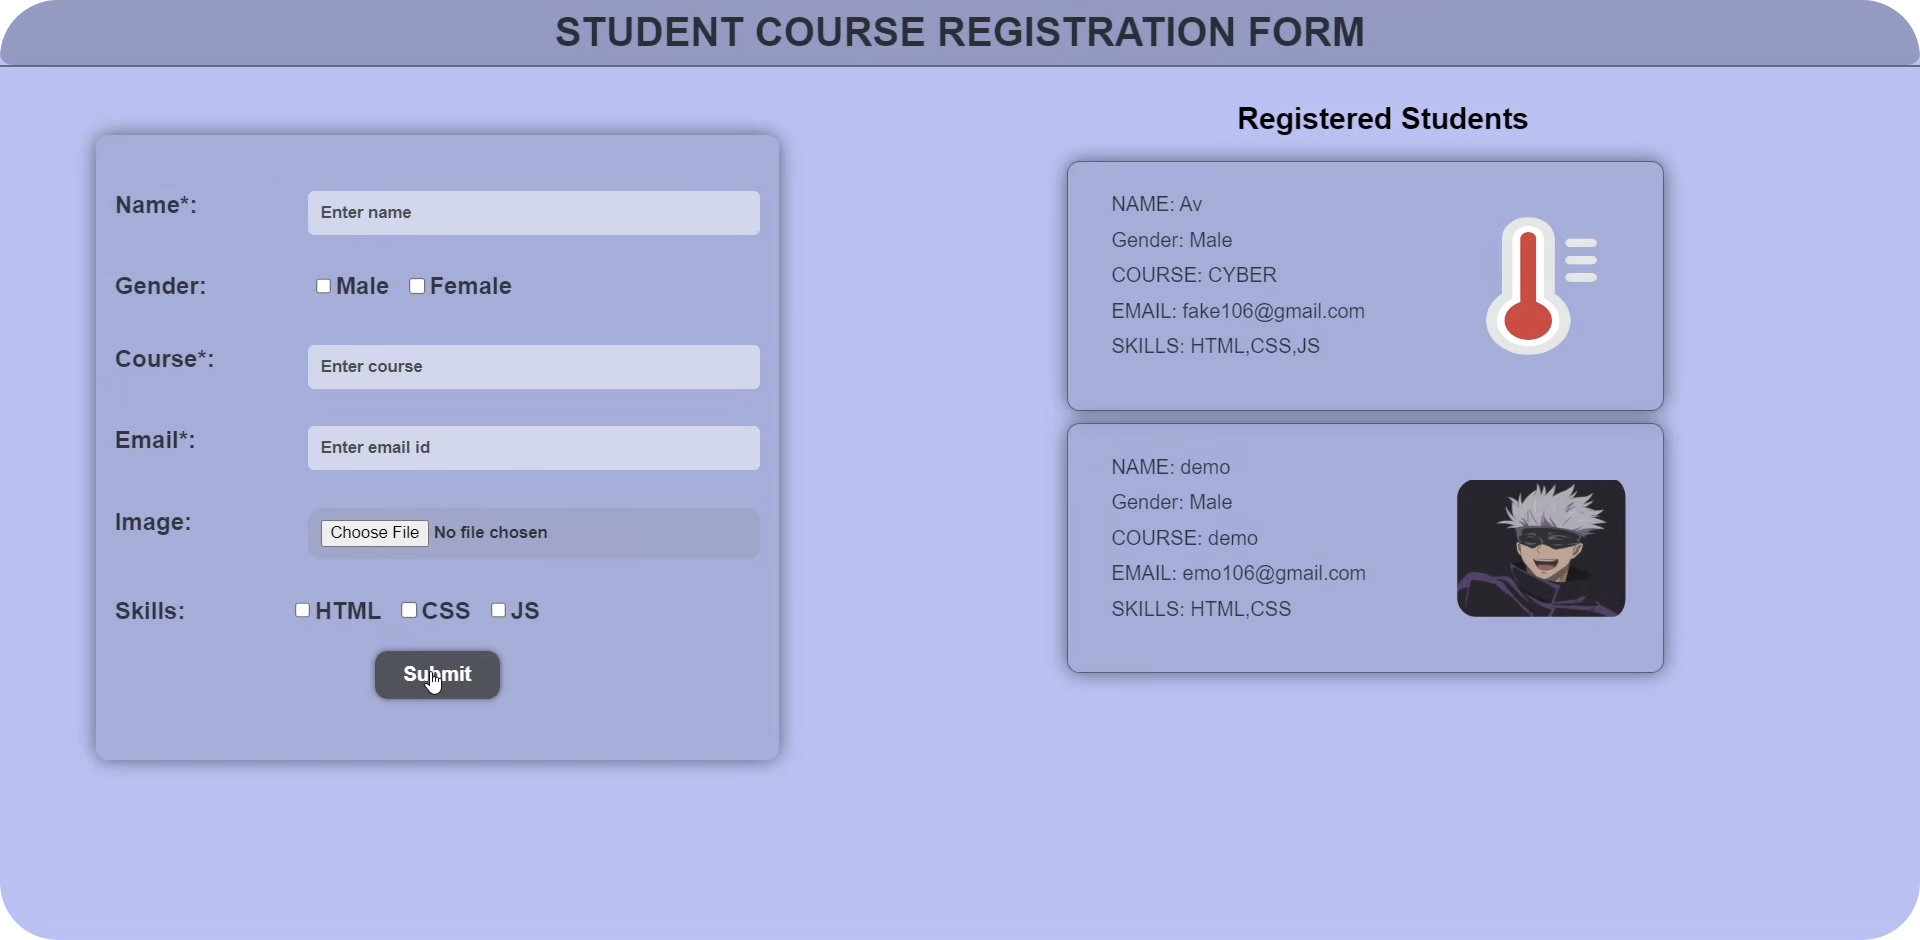 STUDENT COURSE REGISTRATION FORM
Name*:
Enter name
Gender:
Male Female
Course*:
Enter course
Email*:
Enter email id
Image:
Choose File No file chosen
Skills:
HTML CSS JS
Submit
Registered Students
NAME: Av
Gender: Male
COURSE: CYBER
EMAIL: fake106@gmail.com
SKILLS: HTML,CSS,JS
NAME: demo
Gender: Male
COURSE: demo
EMAIL: emo106@gmail.com
SKILLS: HTML,CSS